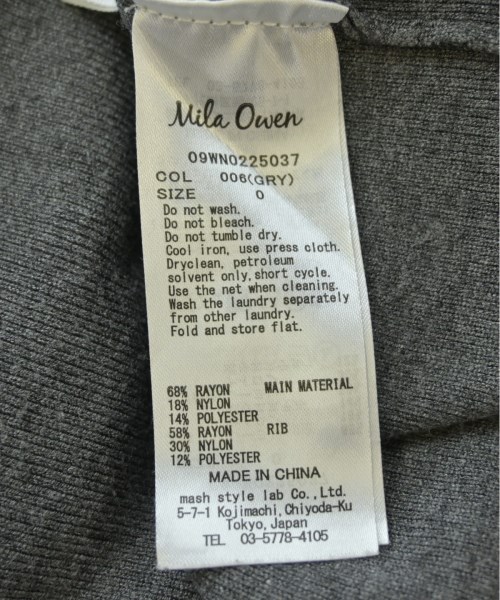 Mila Owen
09WN0225037
COL 006(GRY)
SIZE 0
Do not wash.
Do not bleach.
Do not tumble dry.
Cool iron, use press cloth.
Dryclean, petroleum
solvent only,short cycle.
Use the net when cleaning.
Wash the laundry separately
from other laundry.
Fold and store flat.
68% RAYON MAIN MATERIAL
18% NYLON
14% POLYESTER
58% RAYON RIB
30% NYLON
12% POLYESTER
MADE IN CHINA
mash style lab Co.,Ltd.
5-7-1 Kojimachi,Chiyoda-Ku
Tokyo,Japan
TEL 03-5778-4105